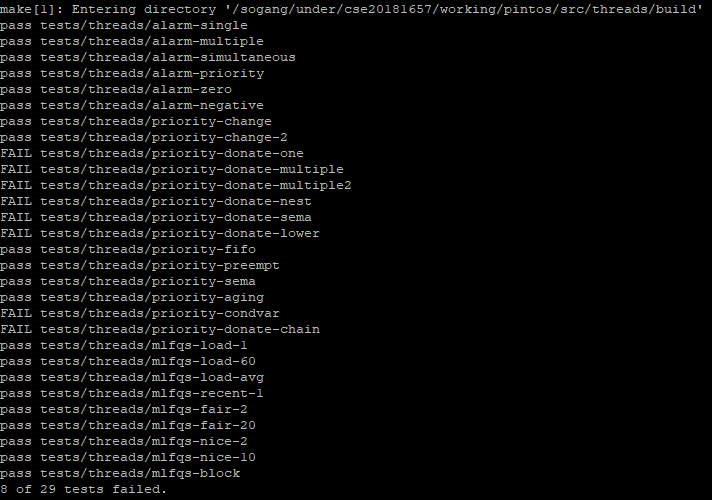 make[1]: Entering directory '/sogang/under/cse20181657/working/pintos/src/threads/build'
pass tests/threads/alarm-single
pass tests/threads/alarm-multiple
pass tests/threads/alarm-simultaneous
pass tests/threads/alarm-priority
pass tests/threads/alarm-zero
pass tests/threads/alarm-negative
pass tests/threads/priority-change
pass tests/threads/priority-change-2
FAIL tests/threads/priority-donate-one
FAIL tests/threads/priority-donate-multiple
FAIL tests/threads/priority-donate-multiple2
FAIL tests/threads/priority-donate-nest
FAIL tests/threads/priority-donate-sema
FAIL tests/threads/priority-donate-lower
pass tests/threads/priority-fifo
pass tests/threads/priority-preempt
pass tests/threads/priority-sema
pass tests/threads/priority-aging
FAIL tests/threads/priority-condvar
FAIL tests/threads/priority-donate-chain
pass tests/threads/mlfqs-load-1
pass tests/threads/mlfqs-load-60
pass tests/threads/mlfqs-load-avg
pass tests/threads/mlfqs-recent-1
pass tests/threads/mlfqs-fair-2
pass tests/threads/mlfqs-fair-20
pass tests/threads/mlfqs-nice-2
pass tests/threads/mlfqs-nice-10
pass tests/threads/mlfqs-block
8 of 29 tests failed.